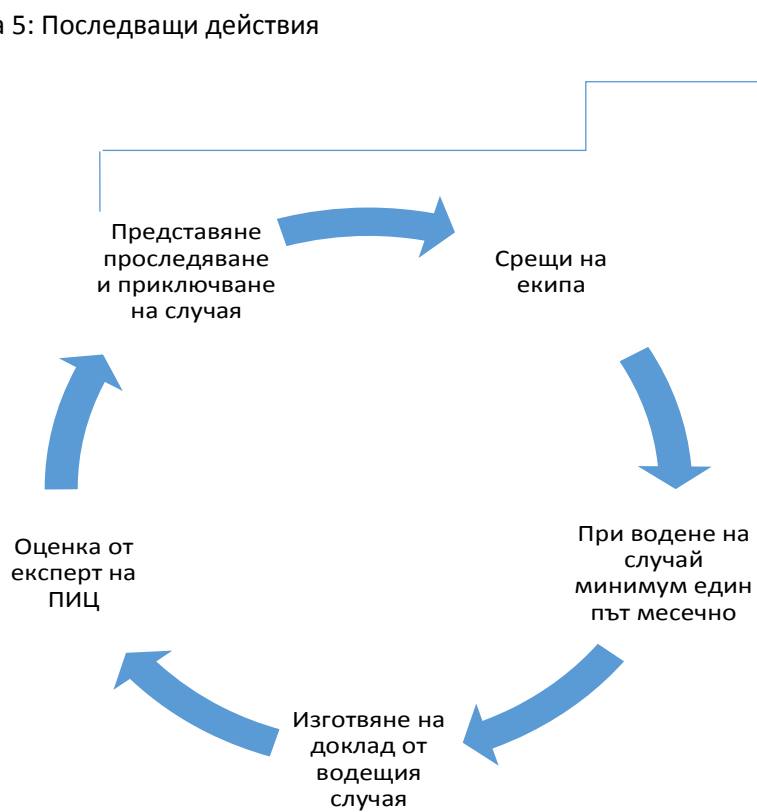 а 5: Последващи действия
Представяне
проследяване
и приключване
на случая
Срещи на
екипа
При водене на
случай
минимум един
път месечно
Изготвяне на
доклад от
водещия
случая
Оценка от
експерт на
ПИЦ